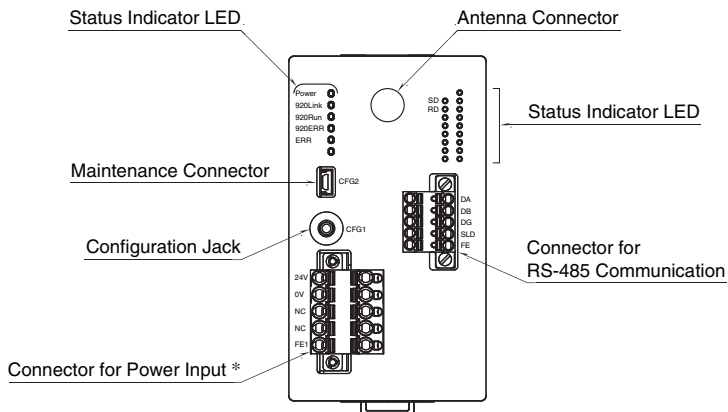 Status Indicator LED
Antenna Connector
Power
920Link
920Run
920ERR
ERR
SD
RD
Status Indicator LED
Maintenance Connector
CFG2
DA
DB
DG
SLD
FE
Configuration Jack
CFG1
Connector for
RS-485 Communication
24V
0V
NC
NC
FE1
Connector for Power Input *